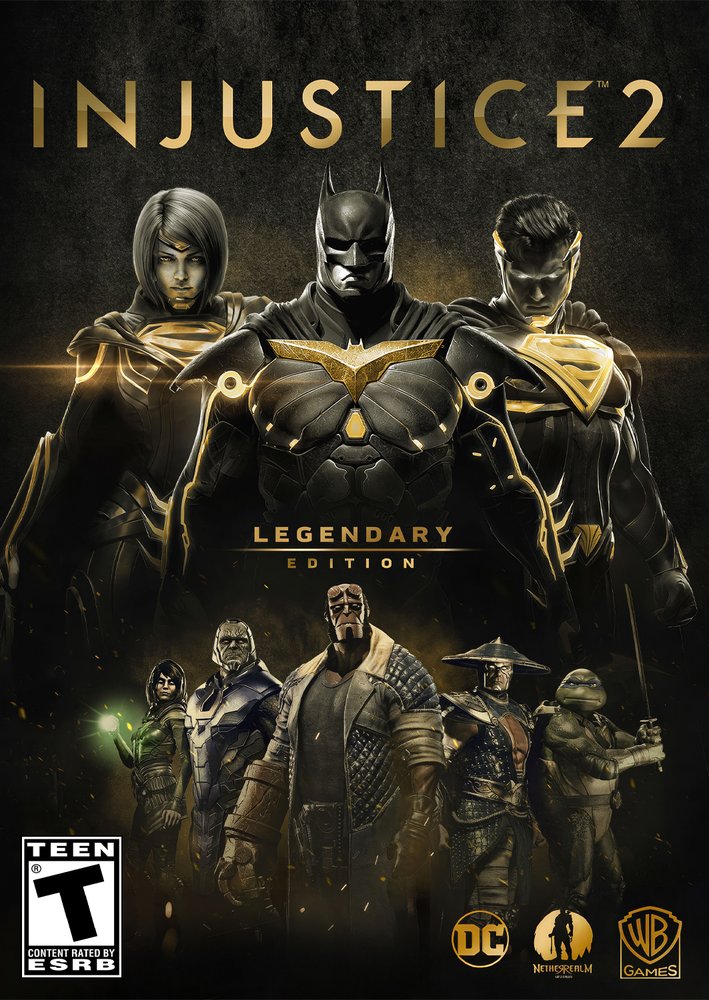 INJUSTICE™2
LEGENDARY
EDITION
TEEN
®
T
CONTENT RATED BY
ESRB
DC
NETHERREALM
WB
GAMES